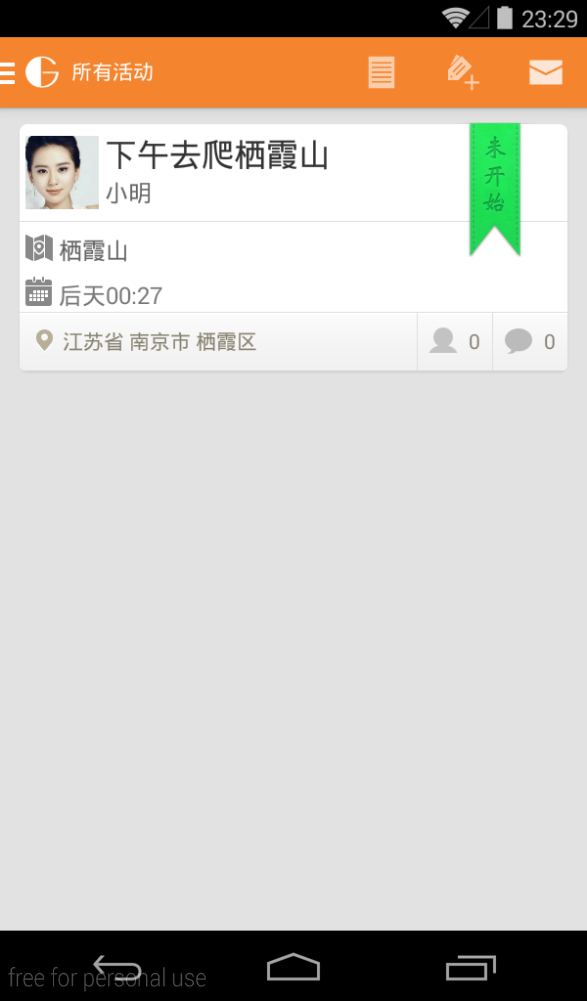 23:29
所有活动
下午去爬栖霞山
小明
未开始
栖霞山
后天00:27
江苏省 南京市 栖霞区
0
0
free for personal use